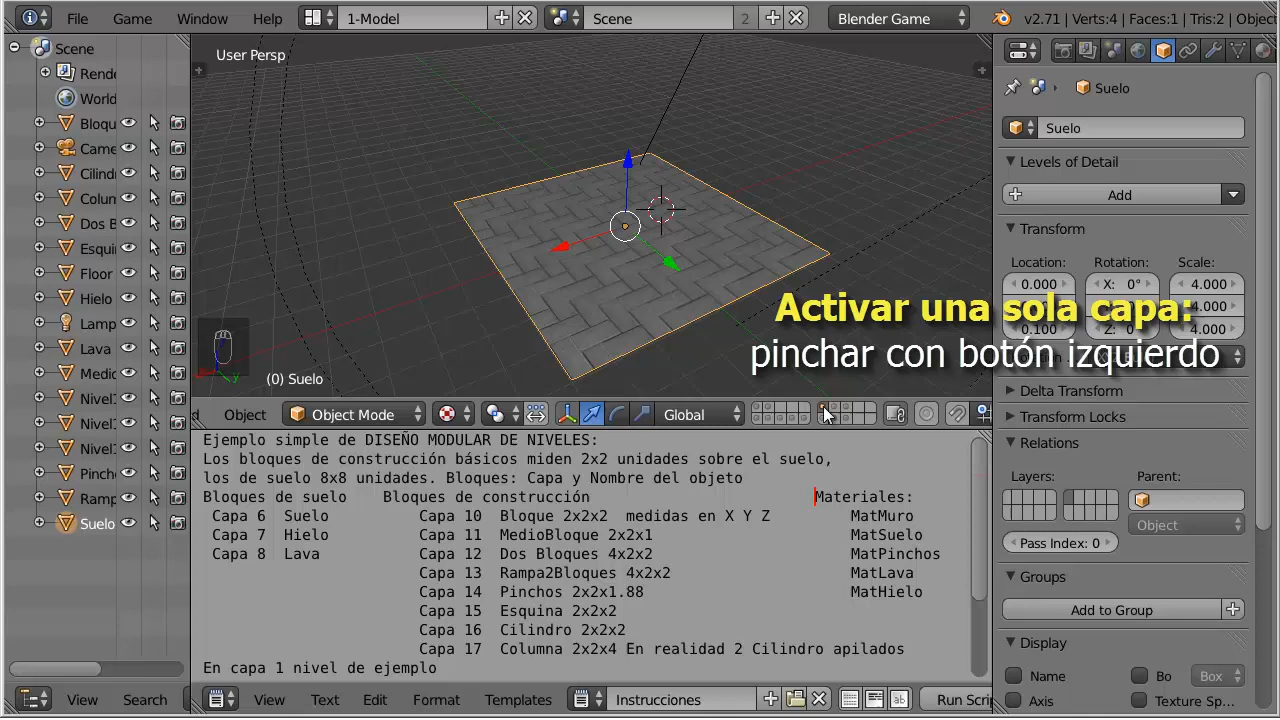 File Game Window Help 1-Model Scene 2 Blender Game v2.71 | Verts:4 | Faces:1 | Tris:2 | Object
Scene
Rende
World
Bloqu
Came
Cilind
Colun
Dos B
Esqui
Floor
Hielo
Lamp
Lava
Medio
Nivel
Nivel1
Nivel1
Pinch
Ramp
Suelo
View Search
User Persp
(0) Suelo
Activar una sola capa:
pinchar con botón izquierdo
Object Object Mode Global
Ejemplo simple de DISEÑO MODULAR DE NIVELES:
Los bloques de construcción básicos miden 2x2 unidades sobre el suelo,
los de suelo 8x8 unidades. Bloques: Capa y Nombre del objeto
Bloques de suelo Bloques de construcción Materiales:
Capa 6 Suelo Capa 10 Bloque 2x2x2 medidas en X Y Z MatMuro
Capa 7 Hielo Capa 11 MedioBloque 2x2x1 MatSuelo
Capa 8 Lava Capa 12 Dos Bloques 4x2x2 MatPinchos
Capa 13 Rampa2Bloques 4x2x2 MatLava
Capa 14 Pinchos 2x2x1.88 MatHielo
Capa 15 Esquina 2x2x2
Capa 16 Cilindro 2x2x2
Capa 17 Columna 2x2x4 En realidad 2 Cilindro apilados
En capa 1 nivel de ejemplo
View Text Edit Format Templates Instrucciones Run Scri
Suelo
Suelo
Levels of Detail
Add
Transform
Location: Rotation: Scale:
0.000 X: 0° 4.000
4.000
0.100 Z: 0 4.000
Delta Transform
Transform Locks
Relations
Layers: Parent:
Object
Pass Index: 0
Groups
Add to Group
Display
Name Bo Box
Axis Texture Sp...